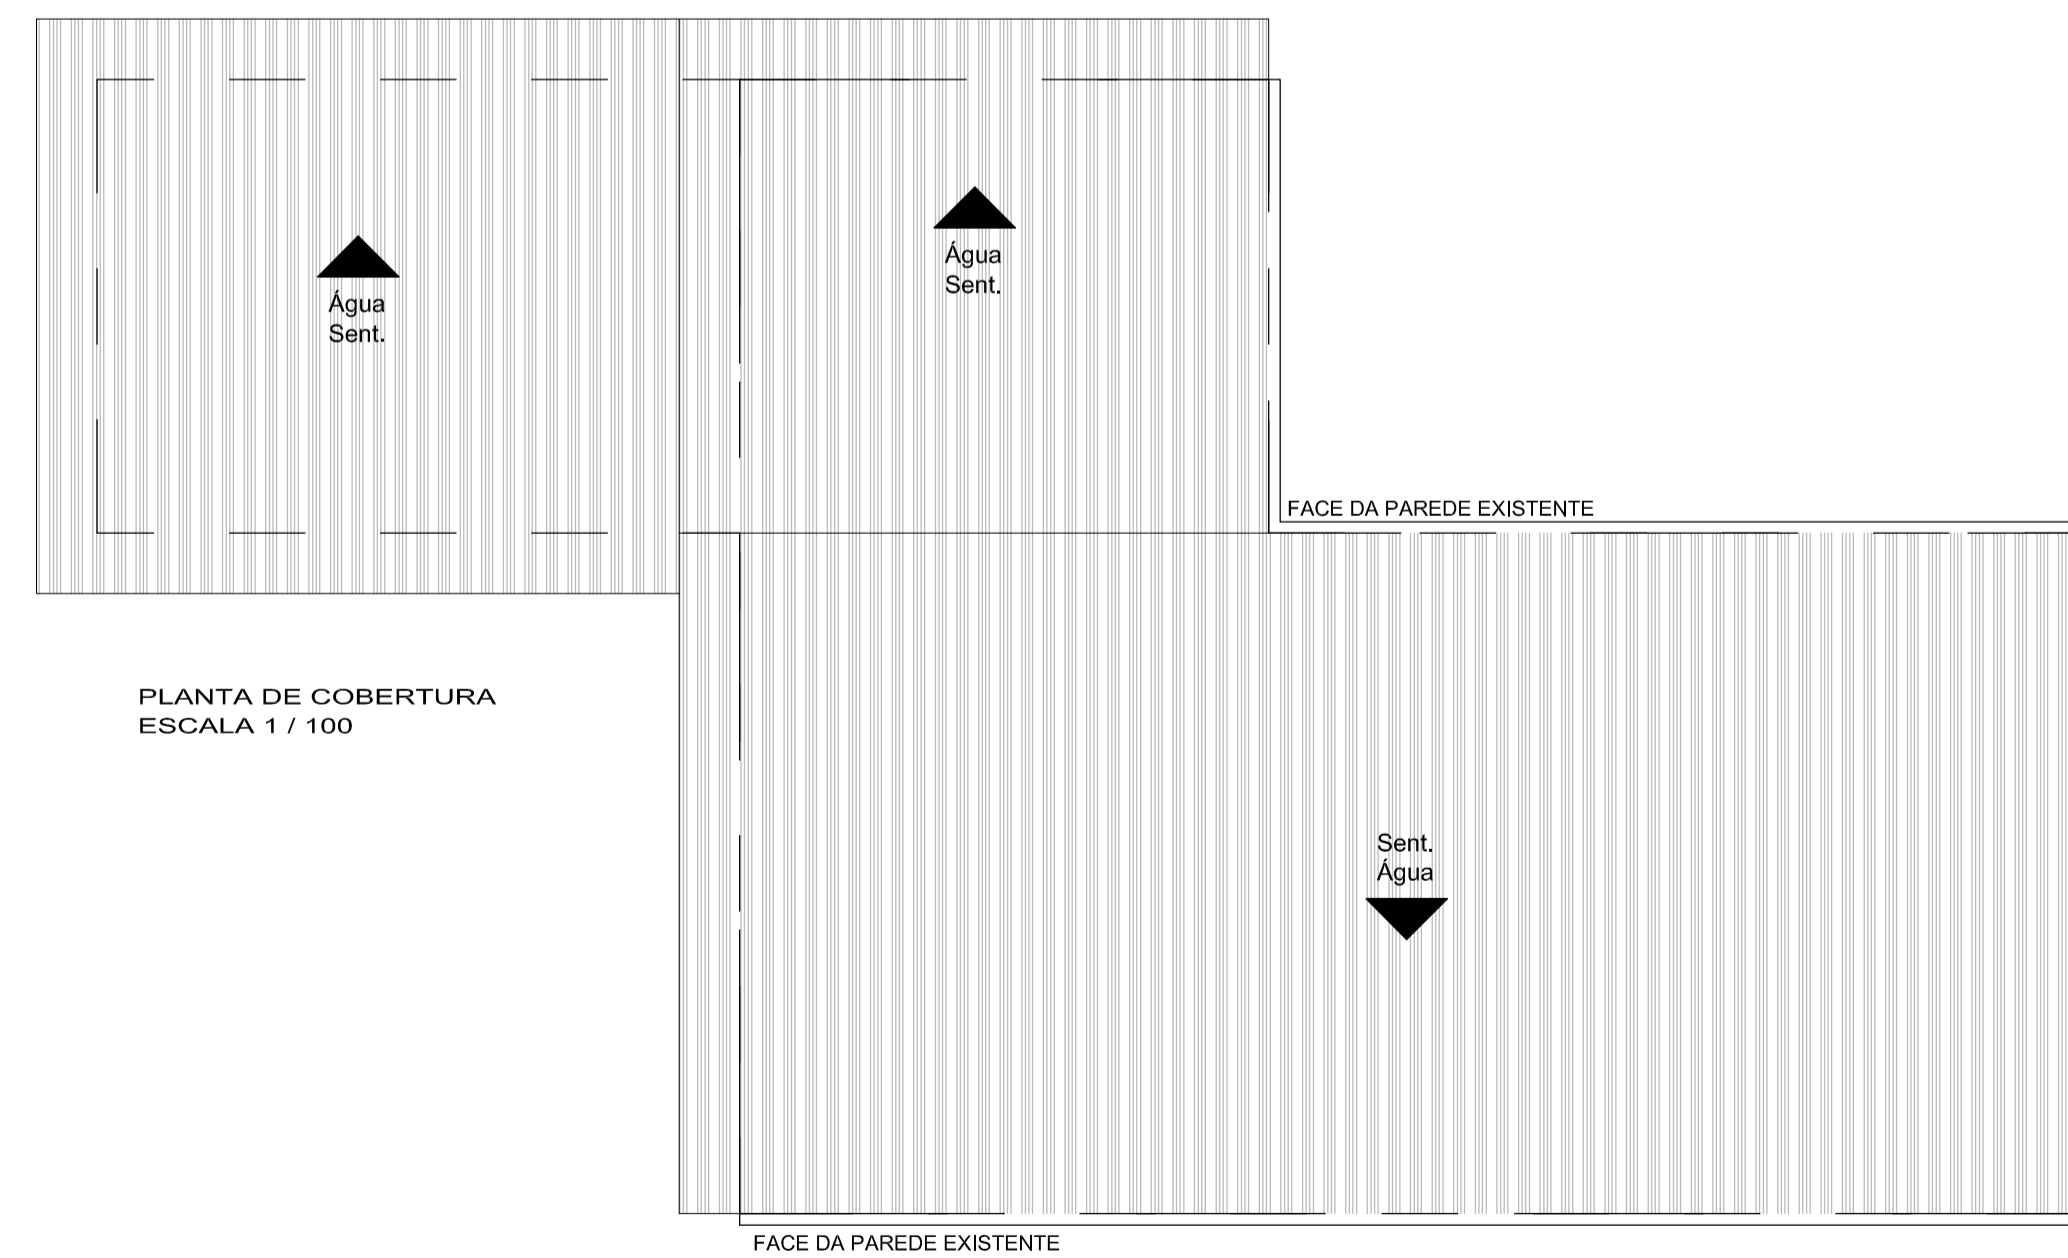 Água
Sent.
Água
Sent.
FACE DA PAREDE EXISTENTE
PLANTA DE COBERTURA
ESCALA 1 / 100
Sent.
Água
FACE DA PAREDE EXISTENTE